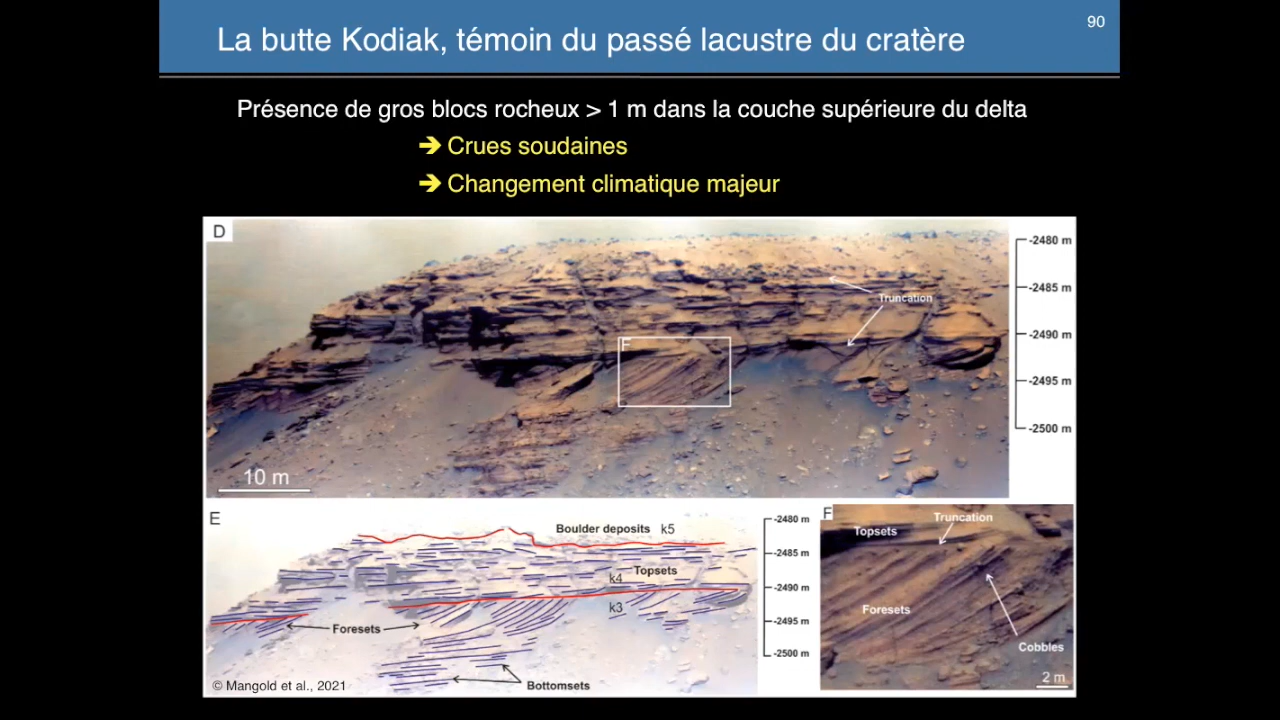 La butte Kodiak, témoin du passé lacustre du cratère
90
Présence de gros blocs rocheux > 1 m dans la couche supérieure du delta
➔ Crues soudaines
➔ Changement climatique majeur
D
Truncation
F
10 m
-2480 m
-2485 m
-2490 m
-2495 m
-2500 m
E
Boulder deposits k5
Topsets
k4
k3
Foresets
Bottomsets
© Mangold et al., 2021
-2480 m
-2485 m
-2490 m
-2495 m
-2500 m
F
Truncation
Topsets
Foresets
Cobbles
2 m